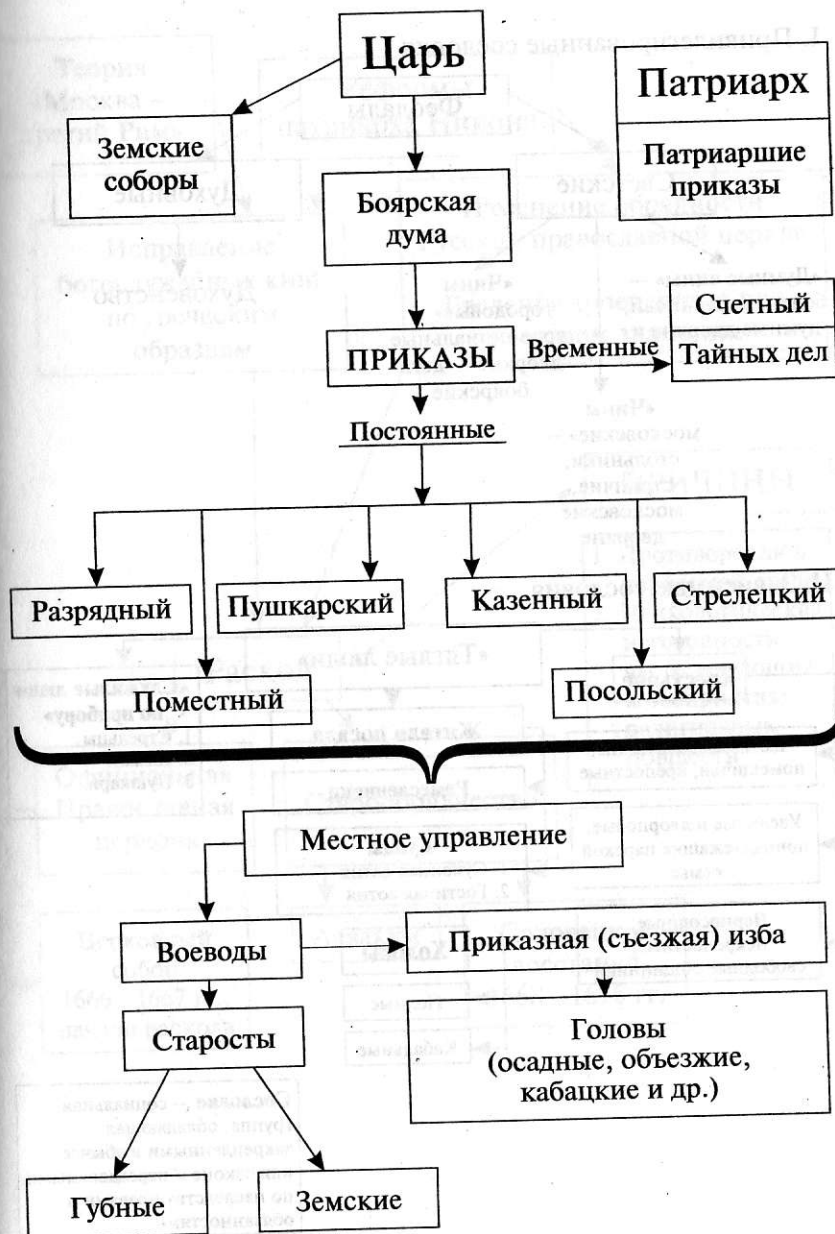 Царь
Патриарх
Земские
соборы
Патриаршие
приказы
Боярская
дума
Счетный
Тайных дел
ПРИКАЗЫ
Временные
Постоянные
Разрядный
Пушкарский
Казенный
Стрелецкий
Поместный
Посольский
Местное управление
Воеводы
Приказная (съезжая) изба
Старосты
Головы
(осадные, объезжие,
кабацкие и др.)
Губные
Земские